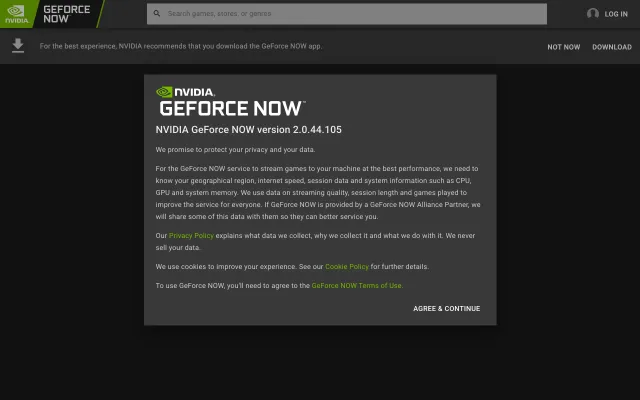 NVIDIA
GEFORCE
NOW
Search games, stores, or genres
LOG IN
For the best experience, NVIDIA recommends that you download the GeForce NOW app.
NOT NOW
DOWNLOAD
NVIDIA.
GEFORCE NOW™
NVIDIA GeForce NOW version 2.0.44.105
We promise to protect your privacy and your data.
For the GeForce NOW service to stream games to your machine at the best performance, we need to
know your geographical region, internet speed, session data and system information such as CPU,
GPU and system memory. We use data on streaming quality, session length and games played to
improve the service for everyone. If GeForce NOW is provided by a GeForce NOW Alliance Partner, we
will share some of this data with them so they can better service you.
Our Privacy Policy explains what data we collect, why we collect it and what we do with it. We never
sell your data.
We use cookies to improve your experience. See our Cookie Policy for further details.
To use GeForce NOW, you'll need to agree to the GeForce NOW Terms of Use.
AGREE & CONTINUE